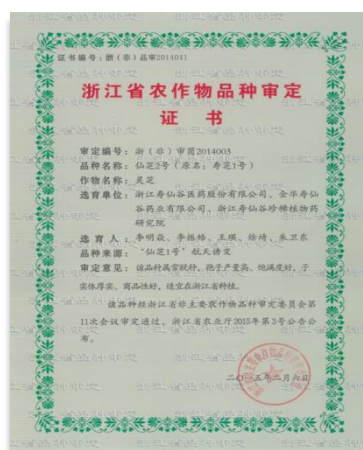 证书编号：浙（非）品审2014041
浙江省农作物品种审定
证 书
审定编号：浙（非）审菌2014003
品种名称：仙芝2号（原名：寿芝1号）
作物名称：灵芝
选育单位：浙江寿仙谷医药股份有限公司、金华寿仙
谷药业有限公司、浙江寿仙谷珍稀植物药
研究院
选 育 人：李明焱、李振皓、王瑛、徐靖、朱卫东
品种来源：‘仙芝1号’航天诱变
审定意见：该品种属常规种，孢子产量高、饱满度好，子
实体厚实、商品性好，适宜在浙江省种植。
该品种经浙江省非主要农作物品种审定委员会第
11次会议审定通过，浙江省农业厅2015年第3号公告公
布。
二〇一五年二月六日